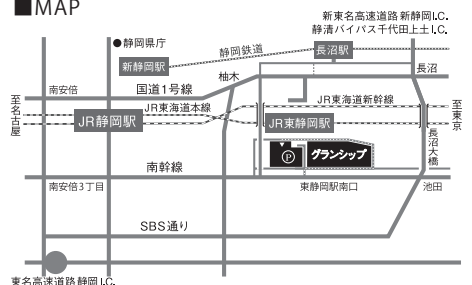 ■MAP
新東名高速道路 新静岡I.C.
静清バイパス千代田上土I.C.
●静岡県庁
静岡鉄道
長沼駅
新静岡駅
柚木
長沼
南安倍
国道1号線
至名古屋
JR東海道本線
JR東海道新幹線
至東京
JR静岡駅
JR東静岡駅
長沼大橋
P
グランシップ
南幹線
南安倍3丁目
東静岡駅南口
池田
SBS通り
東名高速道路 静岡I.C.